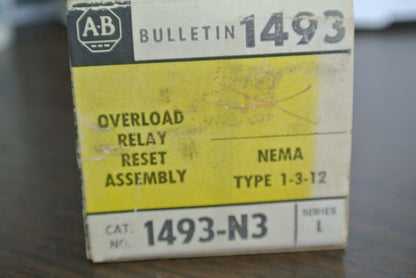 AB BULLETIN 1493
OVERLOAD
RELAY
RESET
ASSEMBLY
NEMA
TYPE 1-3-12
CAT. NO. 1493-N3
SERIES
L